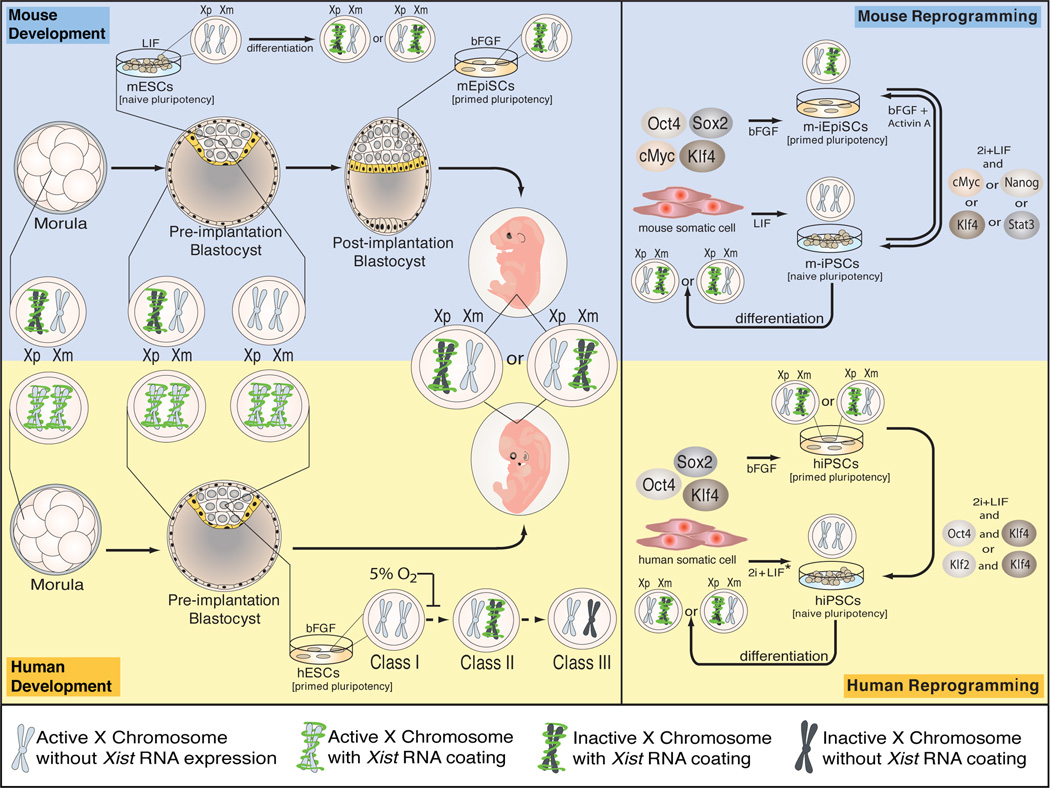 Mouse
Development
Xp Xm
LIF
mESCs
[naive pluripotency]
differentiation
Xp Xm
or
bFGF
mEpiSCs
[primed pluripotency]
Xp Xm
Morula
Pre-implantation
Blastocyst
Post-implantation
Blastocyst
Xp Xm
Xp Xm
Xp Xm
Xp Xm
or
Xp Xm
Morula
Pre-implantation
Blastocyst
5% O2
bFGF
hESCs
[primed pluripotency]
Class I
Class II
Class III
Human
Development
Mouse Reprogramming
Oct4
Sox2
cMyc
Klf4
bFGF
m-iEpiSCs
[primed pluripotency]
bFGF +
Activin A
2i+LIF
and
cMyc or Nanog
or or
Klf4 or Stat3
mouse somatic cell
LIF
m-iPSCs
[naive pluripotency]
Xp Xm
or
Xp Xm
differentiation
Xp Xm
or
Xp Xm
Sox2
Oct4
Klf4
bFGF
hiPSCs
[primed pluripotency]
2i+LIF
and
Oct4 and Klf4
or
Klf2 and Klf4
human somatic cell
2i+LIF*
hiPSCs
[naive pluripotency]
Xp Xm
or
Xp Xm
differentiation
Human Reprogramming
Active X Chromosome
without Xist RNA expression
Active X Chromosome
with Xist RNA coating
Inactive X Chromosome
with Xist RNA coating
Inactive X Chromosome
without Xist RNA coating